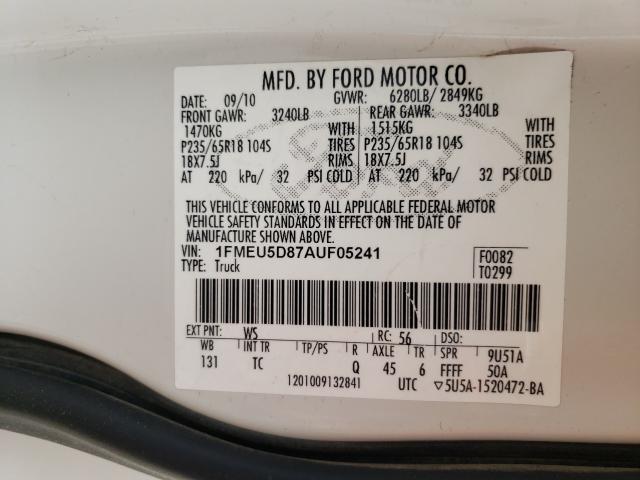 MFD. BY FORD MOTOR CO.
DATE: 09/10 GVWR: 6280LB/ 2849KG
FRONT GAWR: 3240LB REAR GAWR: 3340LB
1470KG WITH 1515KG WITH
P235/65R18 104S TIRES P235/65R18 104S TIRES
18X7.5J RIMS 18X7.5J RIMS
AT 220 kPa/ 32 PSI COLD AT 220 kPa/ 32 PSI COLD
THIS VEHICLE CONFORMS TO ALL APPLICABLE FEDERAL MOTOR
VEHICLE SAFETY STANDARDS IN EFFECT ON THE DATE OF
MANUFACTURE SHOWN ABOVE.
VIN: 1FMEU5D87AUF05241 F0082
TYPE: Truck T0299
EXT PNT: WS RC: 56 DSO:
WB INT TR TP/PS R AXLE TR SPR 9U51A
131 TC Q 45 6 FFFF 50A
1201009132841 UTC ▽5U5A-1520472-BA